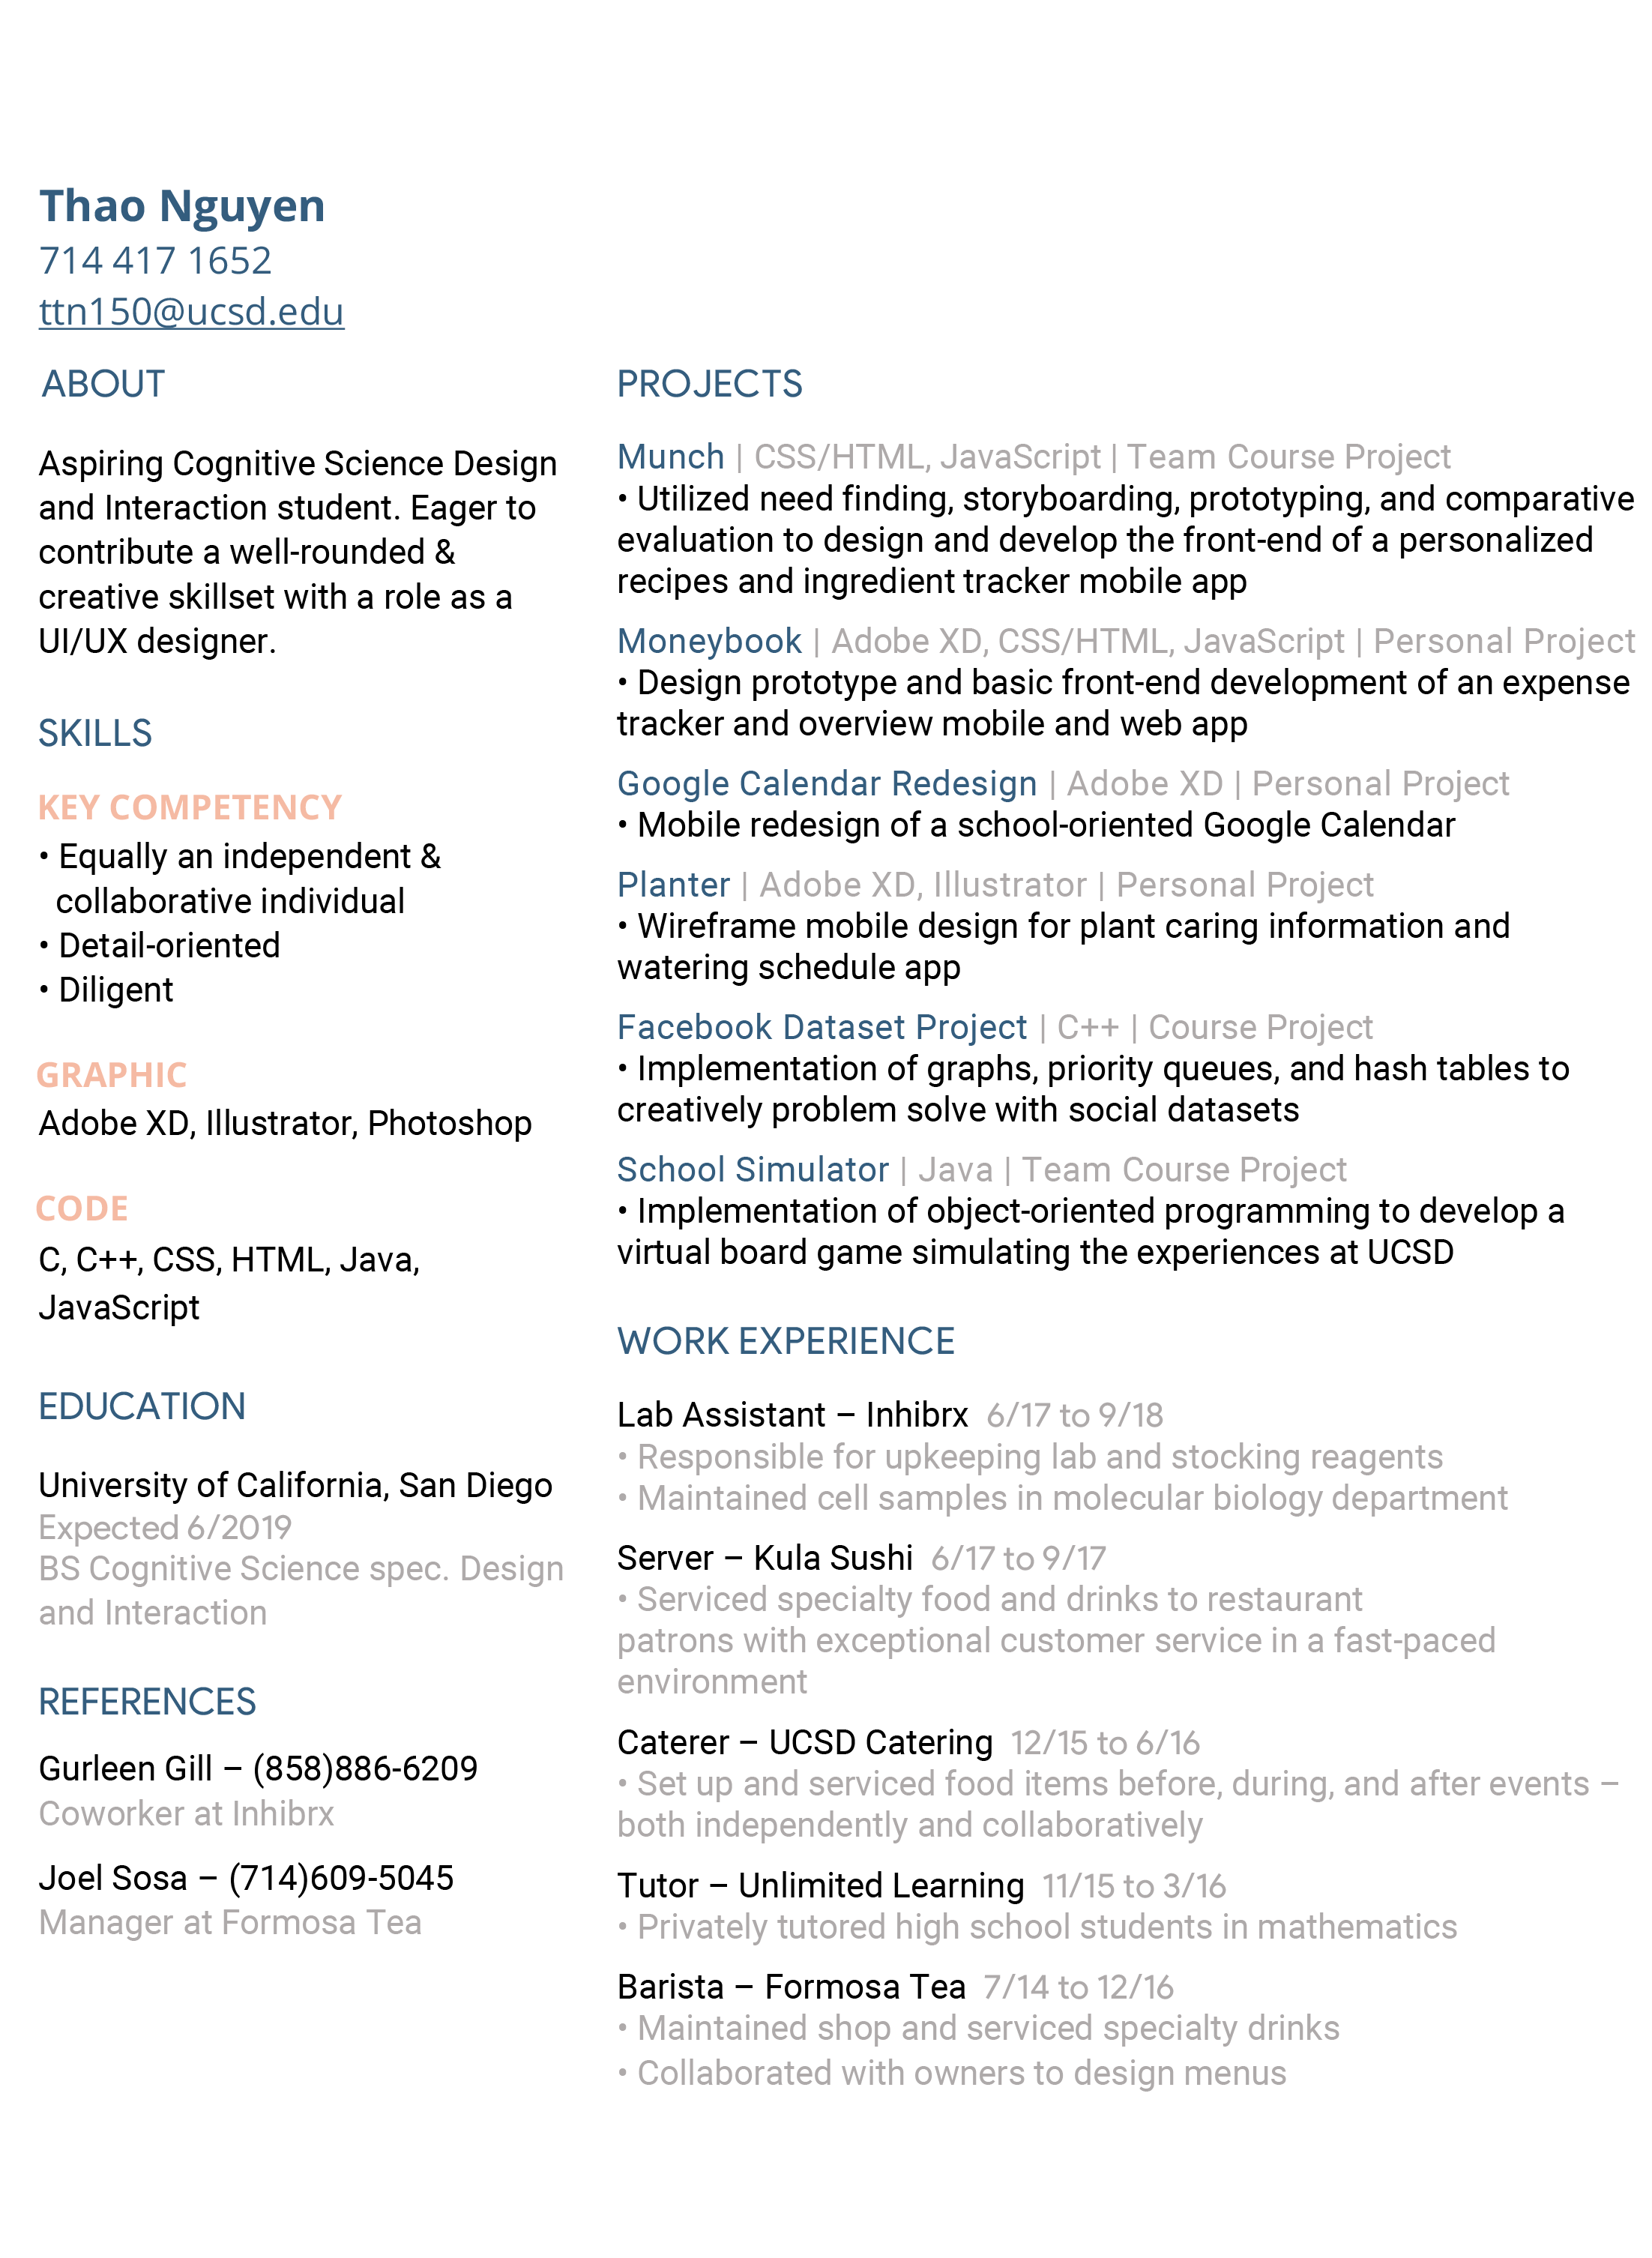 Thao Nguyen
714 417 1652
ttn150@ucsd.edu
ABOUT
Aspiring Cognitive Science Design
and Interaction student. Eager to
contribute a well-rounded &
creative skillset with a role as a
UI/UX designer.
SKILLS
KEY COMPETENCY
• Equally an independent &
collaborative individual
• Detail-oriented
• Diligent
GRAPHIC
Adobe XD, Illustrator, Photoshop
CODE
C, C++, CSS, HTML, Java,
JavaScript
EDUCATION
University of California, San Diego
Expected 6/2019
BS Cognitive Science spec. Design
and Interaction
REFERENCES
Gurleen Gill – (858)886-6209
Coworker at Inhibrx
Joel Sosa – (714)609-5045
Manager at Formosa Tea
PROJECTS
Munch | CSS/HTML, JavaScript | Team Course Project
• Utilized need finding, storyboarding, prototyping, and comparative
evaluation to design and develop the front-end of a personalized
recipes and ingredient tracker mobile app
Moneybook | Adobe XD, CSS/HTML, JavaScript | Personal Project
• Design prototype and basic front-end development of an expense
tracker and overview mobile and web app
Google Calendar Redesign | Adobe XD | Personal Project
• Mobile redesign of a school-oriented Google Calendar
Planter | Adobe XD, Illustrator | Personal Project
• Wireframe mobile design for plant caring information and
watering schedule app
Facebook Dataset Project | C++ | Course Project
• Implementation of graphs, priority queues, and hash tables to
creatively problem solve with social datasets
School Simulator | Java | Team Course Project
• Implementation of object-oriented programming to develop a
virtual board game simulating the experiences at UCSD
WORK EXPERIENCE
Lab Assistant – Inhibrx 6/17 to 9/18
• Responsible for upkeeping lab and stocking reagents
• Maintained cell samples in molecular biology department
Server – Kula Sushi 6/17 to 9/17
• Serviced specialty food and drinks to restaurant
patrons with exceptional customer service in a fast-paced
environment
Caterer – UCSD Catering 12/15 to 6/16
• Set up and serviced food items before, during, and after events –
both independently and collaboratively
Tutor – Unlimited Learning 11/15 to 3/16
• Privately tutored high school students in mathematics
Barista – Formosa Tea 7/14 to 12/16
• Maintained shop and serviced specialty drinks
• Collaborated with owners to design menus